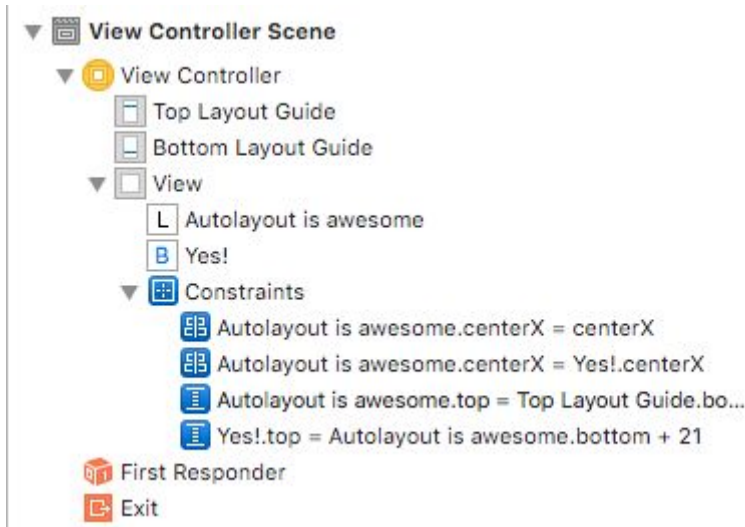 View Controller Scene
View Controller
Top Layout Guide
Bottom Layout Guide
View
L Autolayout is awesome
B Yes!
Constraints
Autolayout is awesome.centerX = centerX
Autolayout is awesome.centerX = Yes!.centerX
Autolayout is awesome.top = Top Layout Guide.bo...
Yes!.top = Autolayout is awesome.bottom + 21
First Responder
Exit